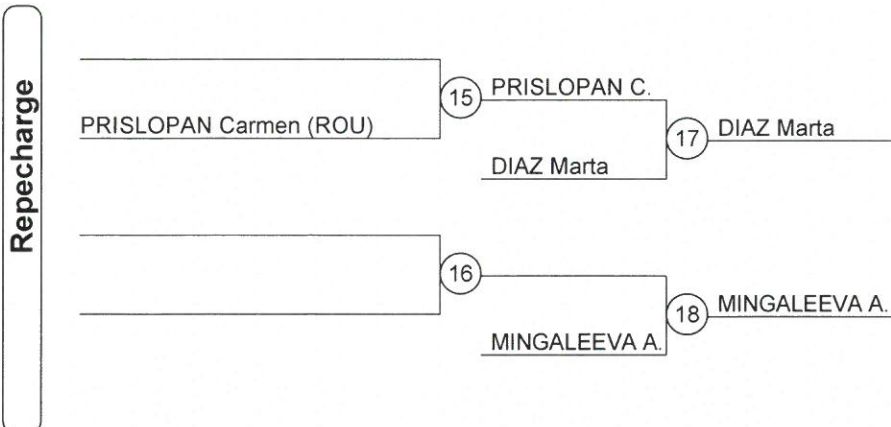 Repecharge
15
PRISLOPAN C.
PRISLOPAN Carmen (ROU)
17
DIAZ Marta
DIAZ Marta
16
18
MINGALEEVA A.
MINGALEEVA A.